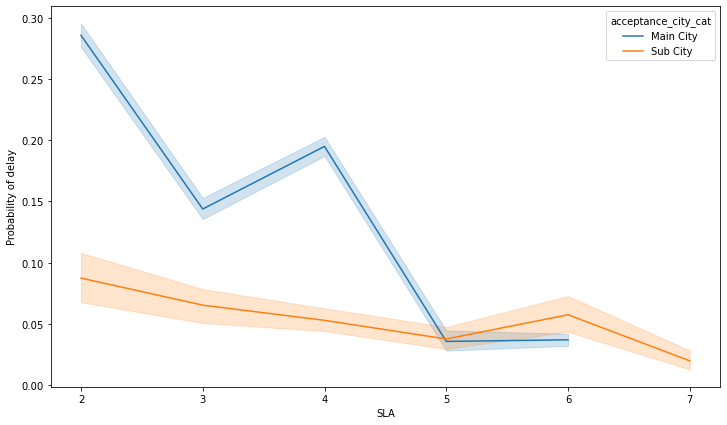 acceptance_city_cat
Main City
Sub City
Probability of delay
0.30
0.25
0.20
0.15
0.10
0.05
0.00
2 3 4 5 6 7
SLA